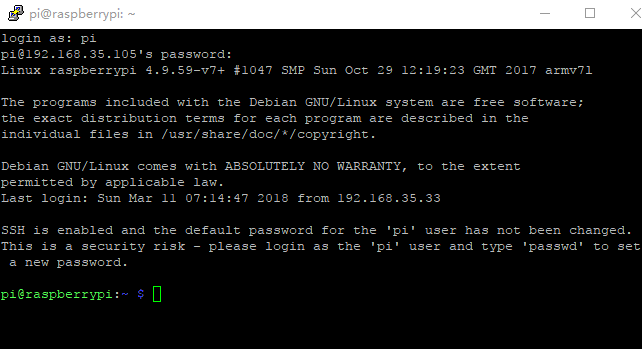 pi@raspberrypi: ~
login as: pi
pi@192.168.35.105's password:
Linux raspberrypi 4.9.59-v7+ #1047 SMP Sun Oct 29 12:19:23 GMT 2017 armv7l
The programs included with the Debian GNU/Linux system are free software;
the exact distribution terms for each program are described in the
individual files in /usr/share/doc/*/copyright.
Debian GNU/Linux comes with ABSOLUTELY NO WARRANTY, to the extent
permitted by applicable law.
Last login: Sun Mar 11 07:14:47 2018 from 192.168.35.33
SSH is enabled and the default password for the 'pi' user has not been changed.
This is a security risk - please login as the 'pi' user and type 'passwd' to set
 a new password.
pi@raspberrypi:~ $